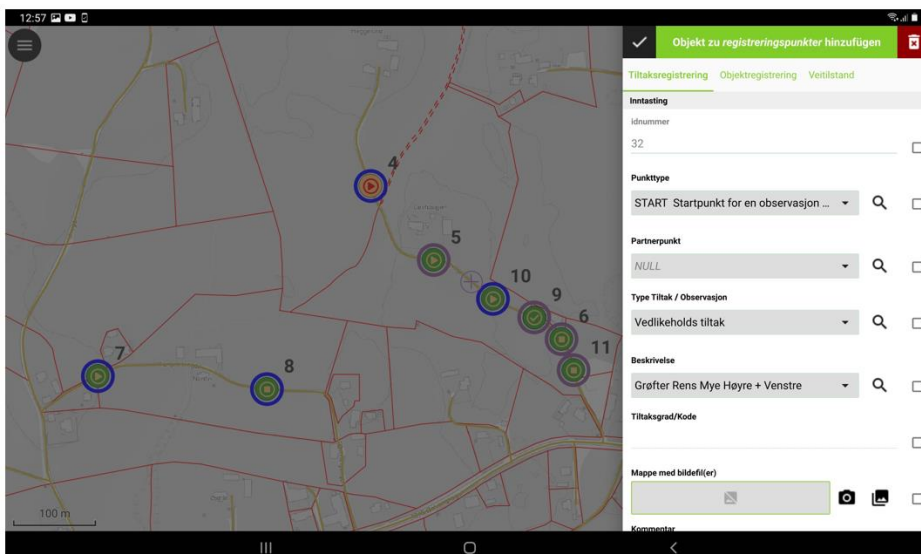 12:57
Objekt zu registreringspunkter hinzufügen
Tiltaksregistrering Objektregistrering Veitilstand
Inntasting
idnummer
32
Punkttype
START Startpunkt for en observasjon ...
Partnerpunkt
NULL
Type Tiltak / Observasjon
Vedlikeholds tiltak
Beskrivelse
Grøfter Rens Mye Høyre + Venstre
Tiltaksgrad/Kode
Mappe med bildefil(er)
Kommentar
4
5
10
9
6
11
7
8
100 m